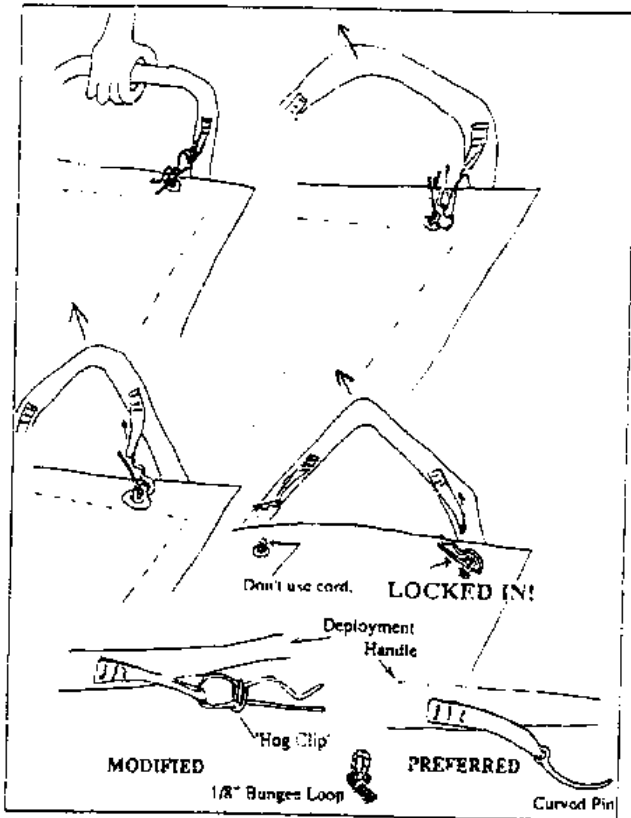 Don't use cord.
LOCKED IN!
Deployment
Handle
"Hog Clip"
MODIFIED
PREFERRED
1/8" Bungee Loop
Curved Pin